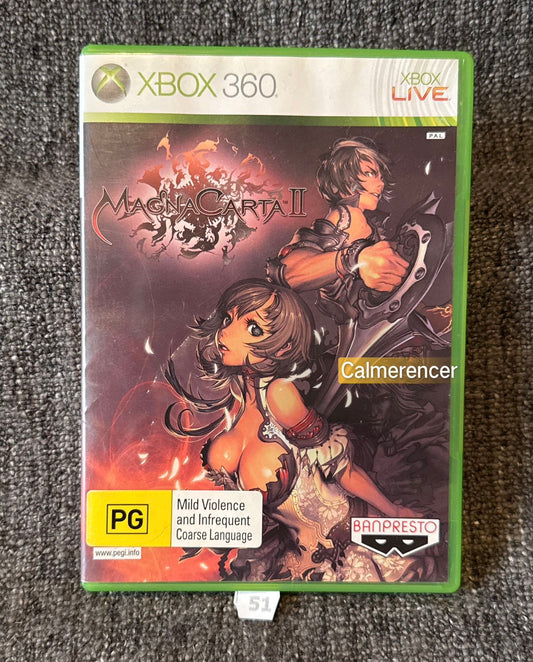 XBOX 360
XBOX
LIVE
PAL
MAGNACARTA II
Calmerencer
PG
Mild Violence
and Infrequent
Coarse Language
www.pegi.info
BANPRESTO
51